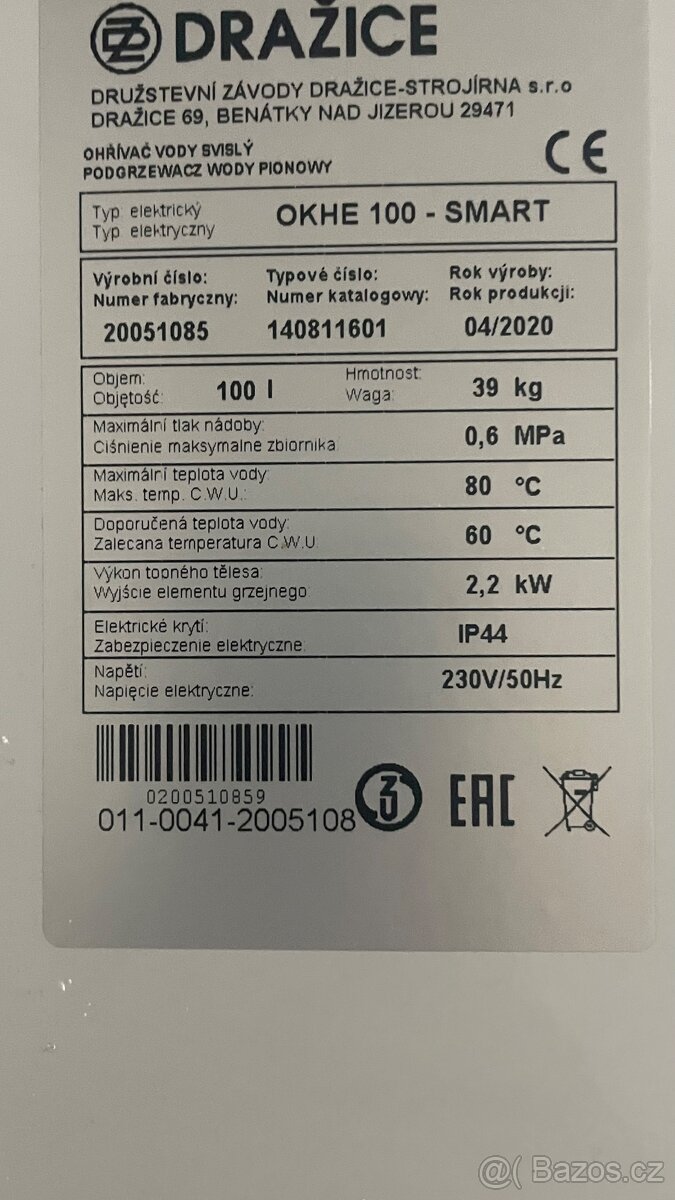 DRAŽICE
DRUŽSTEVNÍ ZÁVODY DRAŽICE-STROJÍRNA s.r.o
DRAŽICE 69, BENÁTKY NAD JIZEROU 29471
OHŘÍVAČ VODY SVISLÝ
PODGRZEWACZ WODY PIONOWY
CE
Typ elektrický
Typ elektryczny
OKHE 100 - SMART
Výrobní číslo: Typové číslo: Rok výroby:
Numer fabryczny: Numer katalogowy: Rok produkcji:
20051085 140811601 04/2020
Objem: Hmotnost:
Objętość: 100 l Waga: 39 kg
Maximální tlak nádoby:
Ciśnienie maksymalne zbiornika
0,6 MPa
Maximální teplota vody
Maks. temp. C.W.U.:
80 °C
Doporučená teplota vody:
Zalecana temperatura C.W.U
60 °C
Výkon topného tělesa:
Wyjście elementu grzejnego
2,2 kW
Elektrické krytí:
Zabezpieczenie elektryczne:
IP44
Napětí:
Napięcie elektryczne:
230V/50Hz
0200510859
011-0041-2005108
EAC
@( Bazos.cz